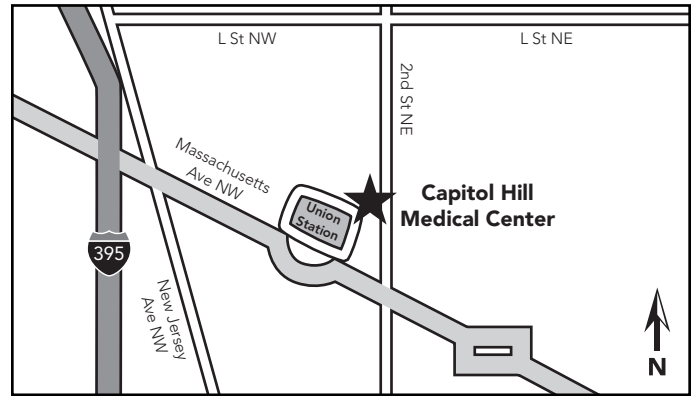 L St NW
L St NE
2nd St NE
Massachusetts
Ave NW
Union
Station
Capitol Hill
Medical Center
395
New Jersey
Ave NW
N